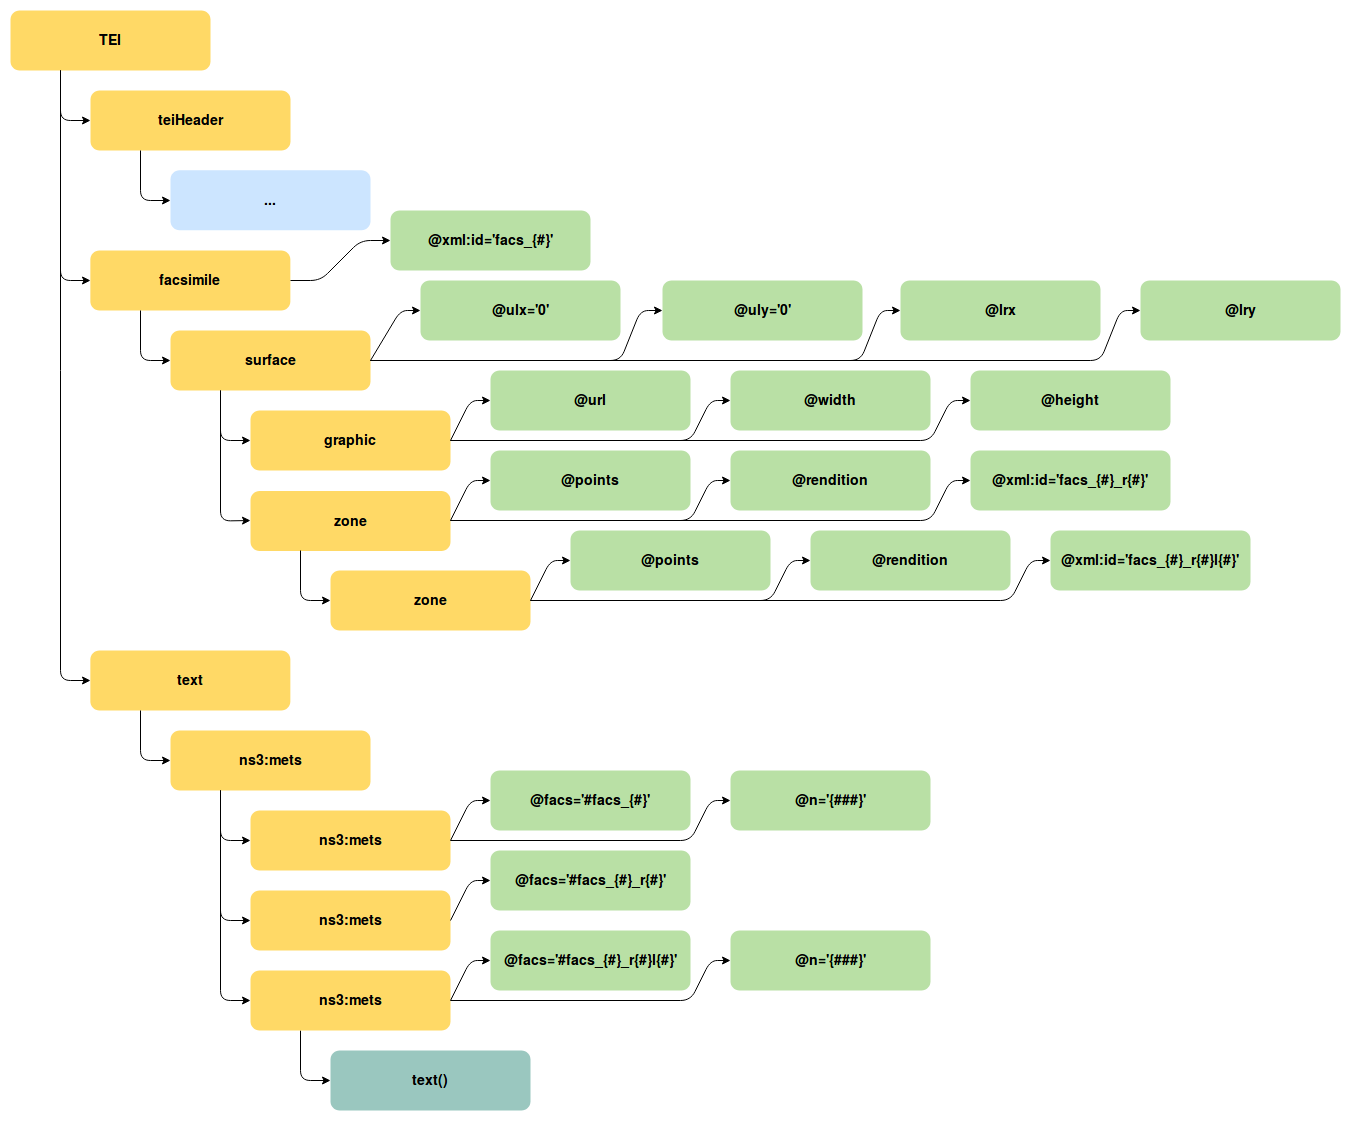 TEI
teiHeader
...
@xml:id='facs_{#}'
facsimile
@ulx='0'
@uly='0'
@lrx
@lry
surface
@url
@width
@height
graphic
@points
@rendition
@xml:id='facs_{#}_r{#}'
zone
@points
@rendition
@xml:id='facs_{#}_r{#}l{#}'
zone
text
ns3:mets
@facs='#facs_{#}'
@n='{###}'
ns3:mets
@facs='#facs_{#}_r{#}'
ns3:mets
@facs='#facs_{#}_r{#}l{#}'
@n='{###}'
ns3:mets
text()